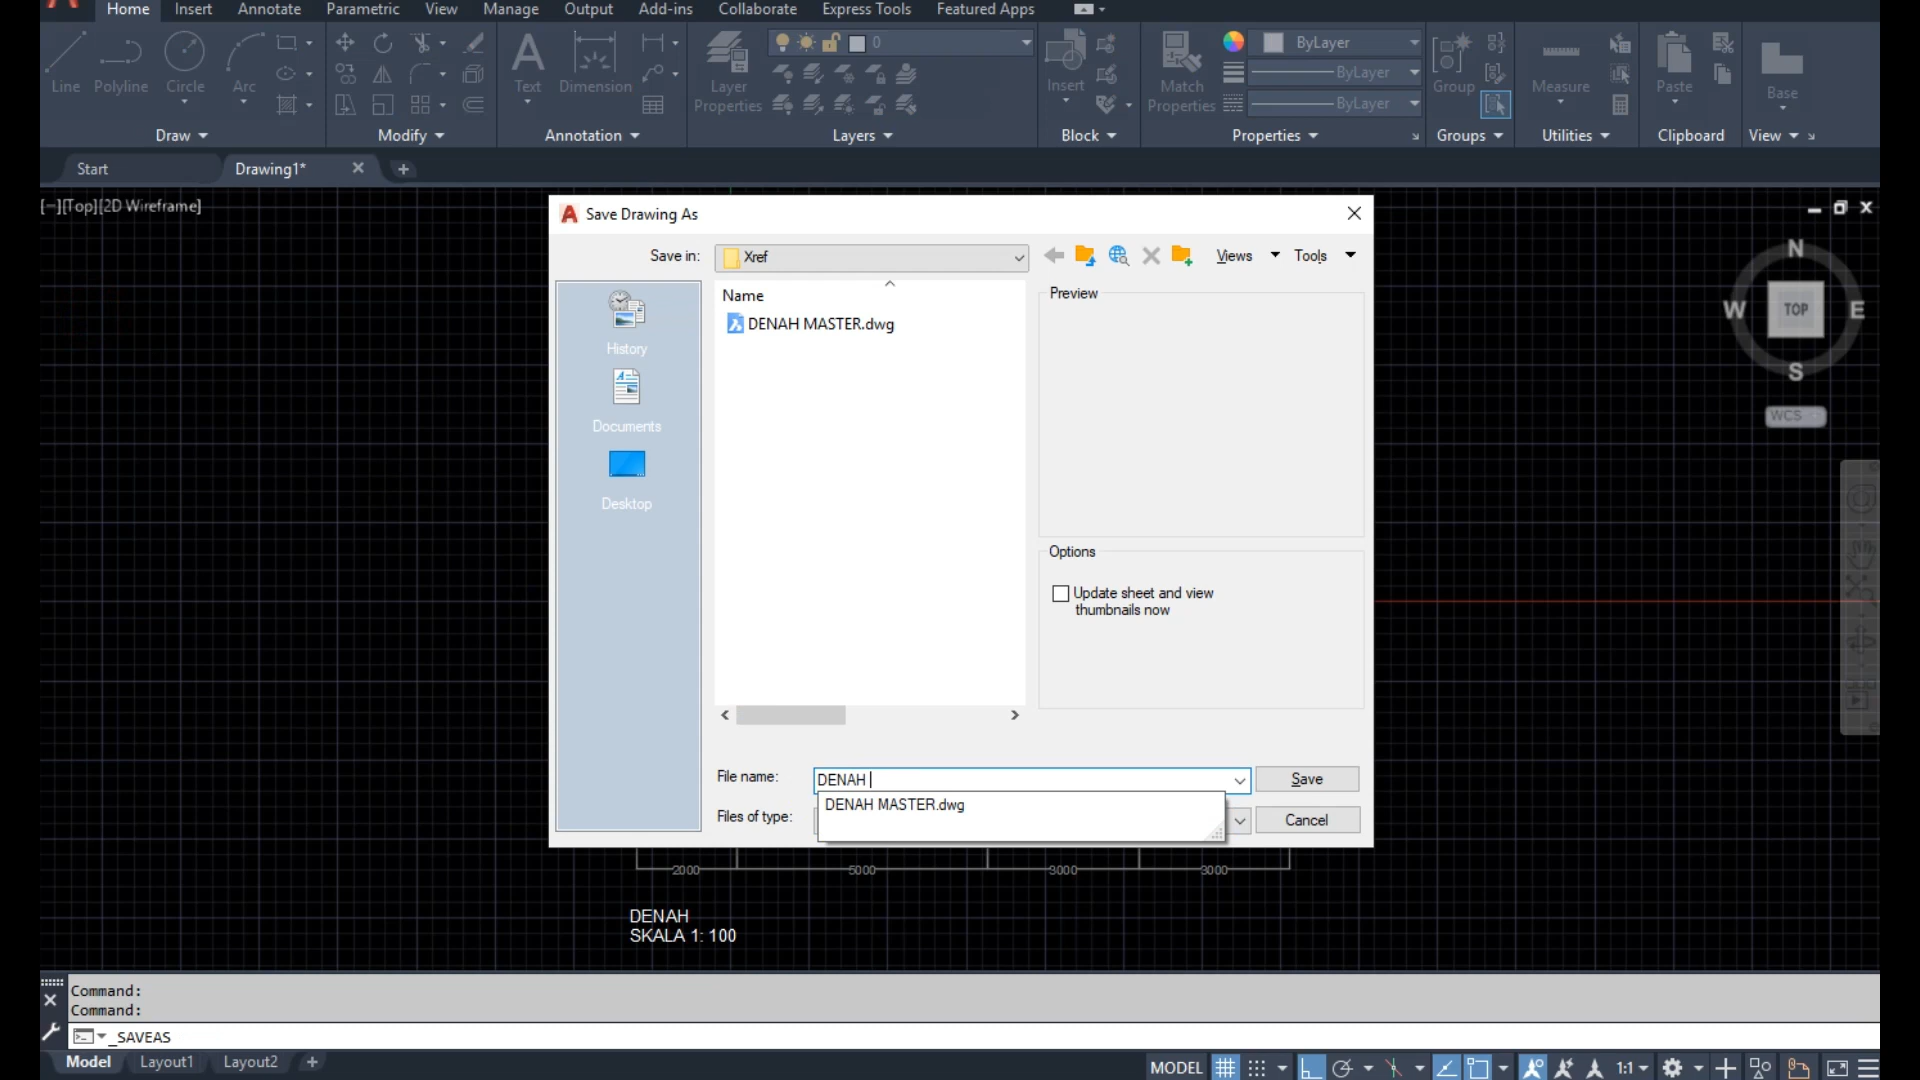 Home Insert Annotate Parametric View Manage Output Add-ins Collaborate Express Tools Featured Apps
Line Polyline Circle Arc
Text Dimension
Layer Properties
0
Insert
Match Properties
ByLayer
ByLayer
ByLayer
Group
Measure
Paste
Base
Draw Modify Annotation Layers Block Properties Groups Utilities Clipboard View
Start Drawing1*
[−][Top][2D Wireframe]
Save Drawing As
Save in: Xref Views Tools
Name Preview
DENAH MASTER.dwg
History
Documents
Desktop
Options
Update sheet and view
thumbnails now
File name: DENAH Save
DENAH MASTER.dwg
Files of type: Cancel
N
W TOP E
S
WCS
2000 5000 3000 3000
DENAH
SKALA 1: 100
Command:
Command:
_SAVEAS
Model Layout1 Layout2
MODEL 1:1